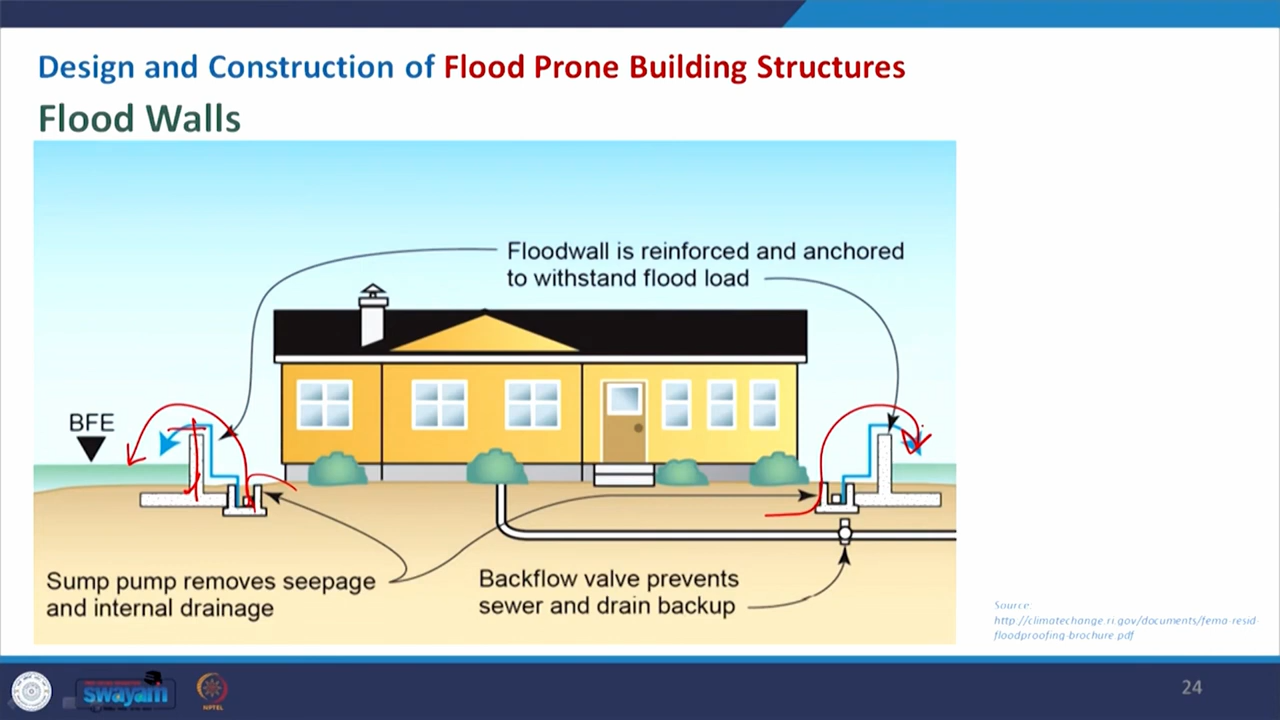 Design and Construction of Flood Prone Building Structures
Flood Walls
Floodwall is reinforced and anchored
to withstand flood load
BFE
Sump pump removes seepage
and internal drainage
Backflow valve prevents
sewer and drain backup
Source:
http://climatechange.ri.gov/documents/fema-resid-
floodproofing-brochure.pdf
swayam
NPTEL
24